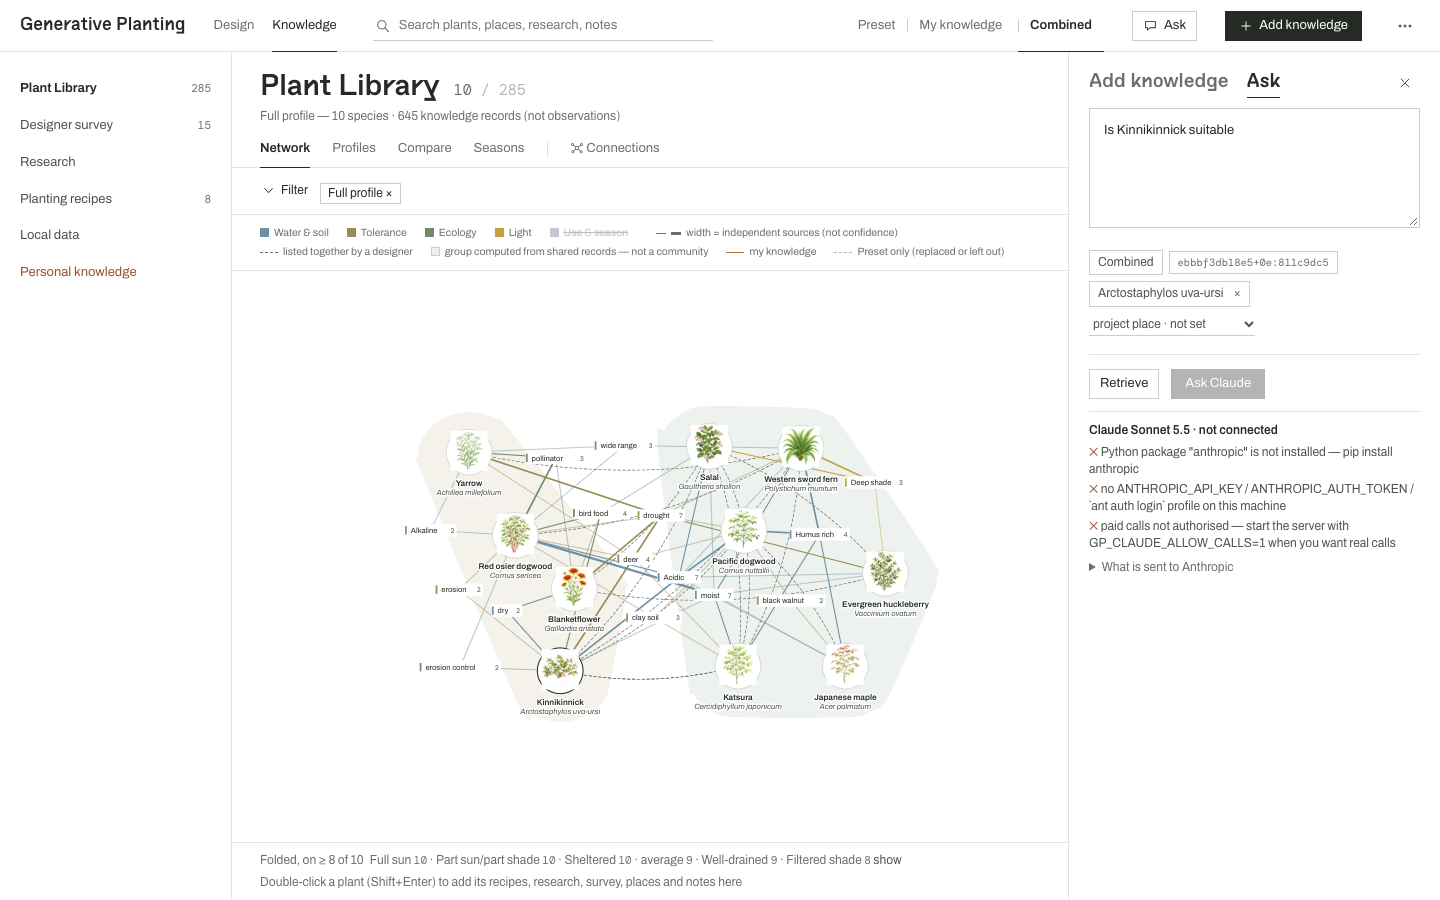 Generative Planting
Design
Knowledge
Search plants, places, research, notes
Preset
My knowledge
Combined
Ask
+ Add knowledge
Plant Library 285
Designer survey 15
Research
Planting recipes 8
Local data
Personal knowledge
Plant Library 10 / 285
Full profile — 10 species · 645 knowledge records (not observations)
Network
Profiles
Compare
Seasons
Connections
Filter
Full profile ×
Water & soil
Tolerance
Ecology
Light
Use & season
width = independent sources (not confidence)
listed together by a designer
group computed from shared records — not a community
my knowledge
Preset only (replaced or left out)
wide range 3
pollinator 3
Yarrow
Achillea millefolium
Salal
Gaultheria shallon
Western sword fern
Polystichum munitum
Deep shade 3
bird food 4
drought 7
Alkaline 2
Humus rich 4
Red osier dogwood
Cornus sericea
deer 4
Pacific dogwood
Cornus nuttallii
Acidic 7
erosion 2
moist 7
black walnut 2
Evergreen huckleberry
Vaccinium ovatum
dry 2
Blanketflower
Gaillardia aristata
clay soil 3
erosion control 2
Kinnikinnick
Arctostaphylos uva-ursi
Katsura
Cercidiphyllum japonicum
Japanese maple
Acer palmatum
Folded, on ≥ 8 of 10 Full sun 10 · Part sun/part shade 10 · Sheltered 10 · average 9 · Well-drained 9 · Filtered shade 8 show
Double-click a plant (Shift+Enter) to add its recipes, research, survey, places and notes here
Add knowledge
Ask
×
Is Kinnikinnick suitable
Combined
ebbbf3db18e5+0e:811c9dc5
Arctostaphylos uva-ursi ×
project place · not set
Retrieve
Ask Claude
Claude Sonnet 5.5 · not connected
× Python package "anthropic" is not installed — pip install
anthropic
× no ANTHROPIC_API_KEY / ANTHROPIC_AUTH_TOKEN /
`ant auth login` profile on this machine
× paid calls not authorised — start the server with
GP_CLAUDE_ALLOW_CALLS=1 when you want real calls
What is sent to Anthropic